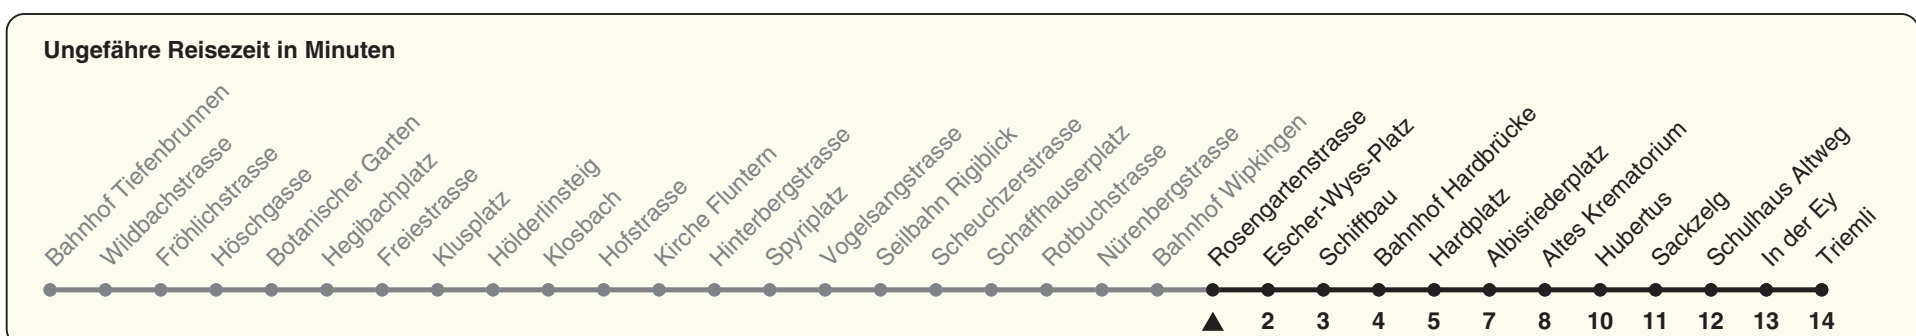 Ungefähre Reisezeit in Minuten
Bahnhof Tiefenbrunnen
Wildbachstrasse
Fröhlichstrasse
Höschgasse
Botanischer Garten
Hegibachplatz
Freiestrasse
Klusplatz
Hölderlinsteig
Klosbach
Hofstrasse
Kirche Fluntern
Hinterbergstrasse
Spyriplatz
Vogelsangstrasse
Seilbahn Rigiblick
Scheuchzerstrasse
Schaffhauserplatz
Rotbuchstrasse
Nürenbergstrasse
Bahnhof Wipkingen
Rosengartenstrasse
Escher-Wyss-Platz
Schiffbau
Bahnhof Hardbrücke
Hardplatz
Albisriederplatz
Altes Krematorium
Hubertus
Sackzelg
Schulhaus Altweg
In der Ey
Triemli
2 3 4 5 7 8 10 11 12 13 14